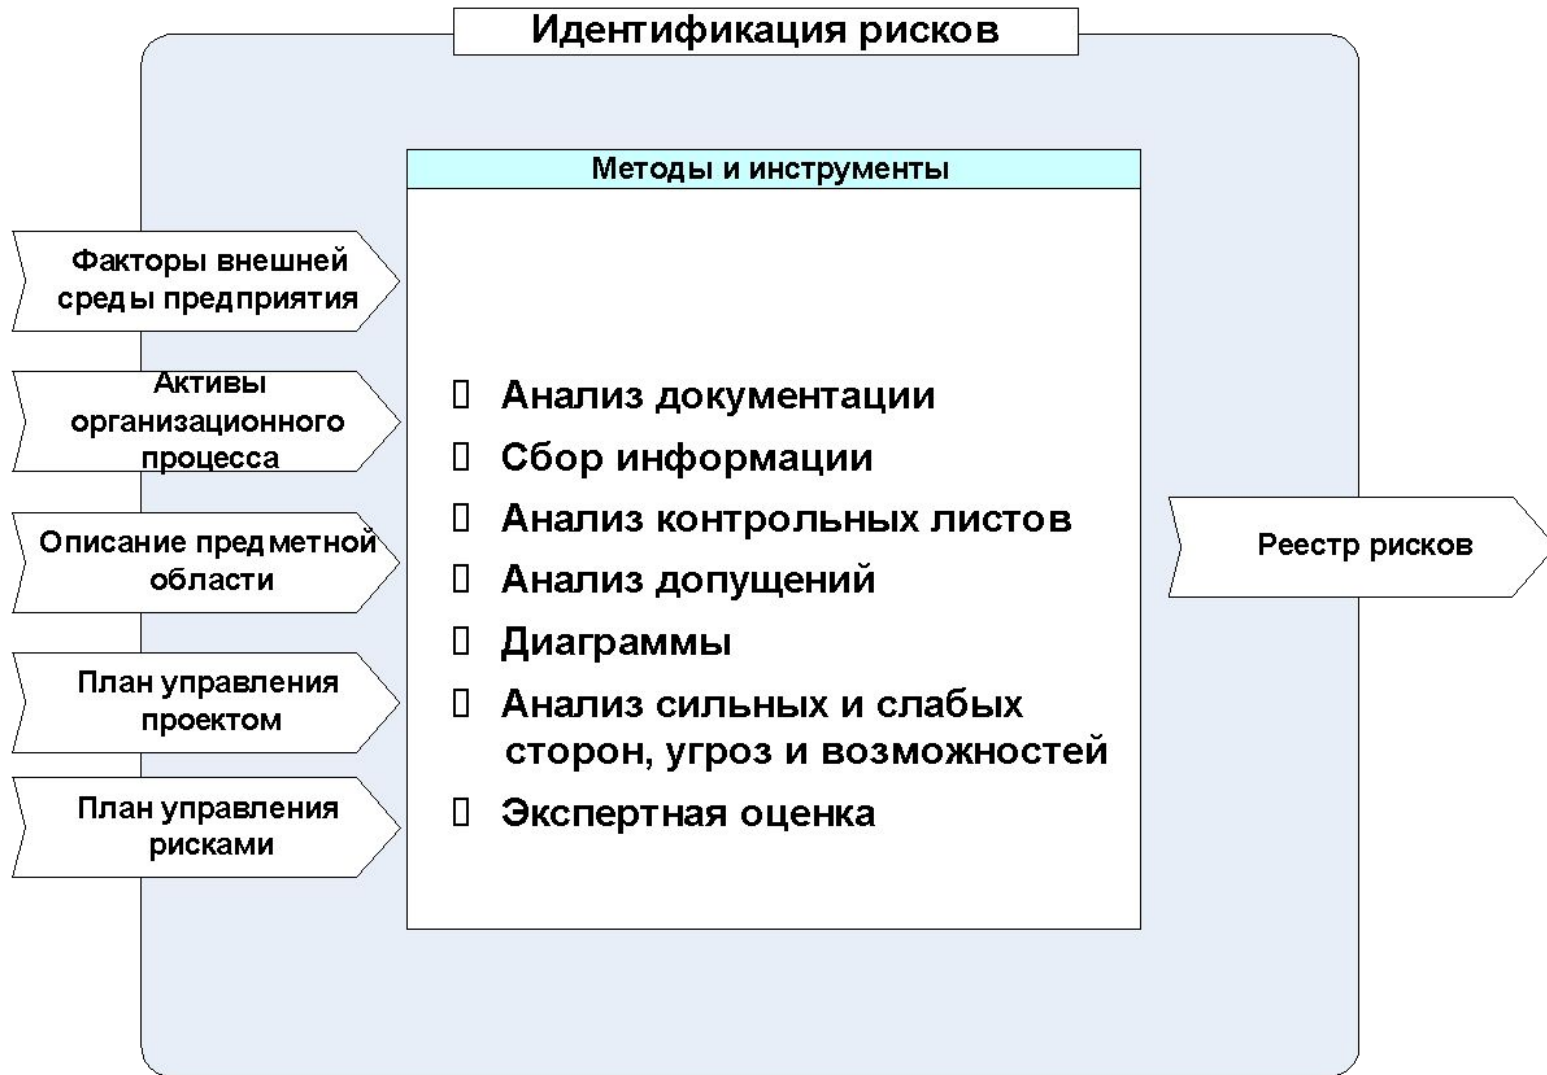 Идентификация рисков
Методы и инструменты
Факторы внешней
среды предприятия
Активы
организационного
процесса
Описание предметной
области
План управления
проектом
План управления
рисками
Анализ документации
Сбор информации
Анализ контрольных листов
Анализ допущений
Диаграммы
Анализ сильных и слабых
сторон, угроз и возможностей
Экспертная оценка
Реестр рисков